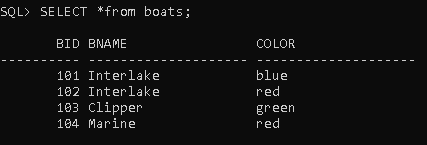 SQL> SELECT *from boats;
       BID BNAME                COLOR
---------- -------------------- --------------------
       101 Interlake            blue
       102 Interlake            red
       103 Clipper              green
       104 Marine               red